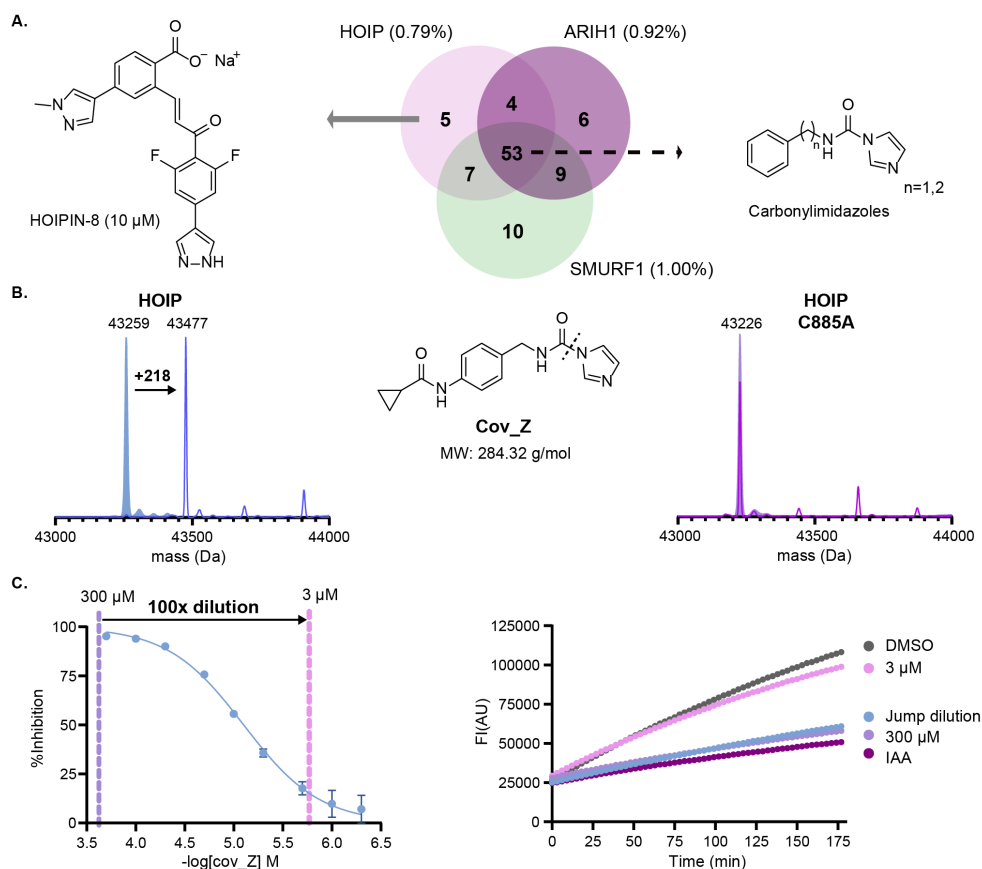 A.
HOIP (0.79%)
ARIH1 (0.92%)
SMURF1 (1.00%)
5
4
6
53
7
9
10
O
O⁻ Na⁺
N
N
O
F
F
N
NH
HOIPIN-8 (10 µM)
O
( )n
N
H
N
N
n=1,2
Carbonylimidazoles
B.
HOIP
43259
43477
+218
43000
43500
44000
mass (Da)
O
N
H
O
N
H
N
N
Cov_Z
MW: 284.32 g/mol
HOIP
C885A
43226
43000
43500
44000
mass (Da)
C.
300 µM
3 µM
100x dilution
100
75
50
25
0
%Inhibition
3.5
4.0
4.5
5.0
5.5
6.0
6.5
-log[cov_Z] M
125000
100000
75000
50000
25000
0
FI(AU)
0
25
50
75
100
125
150
175
Time (min)
DMSO
3 µM
Jump dilution
300 µM
IAA